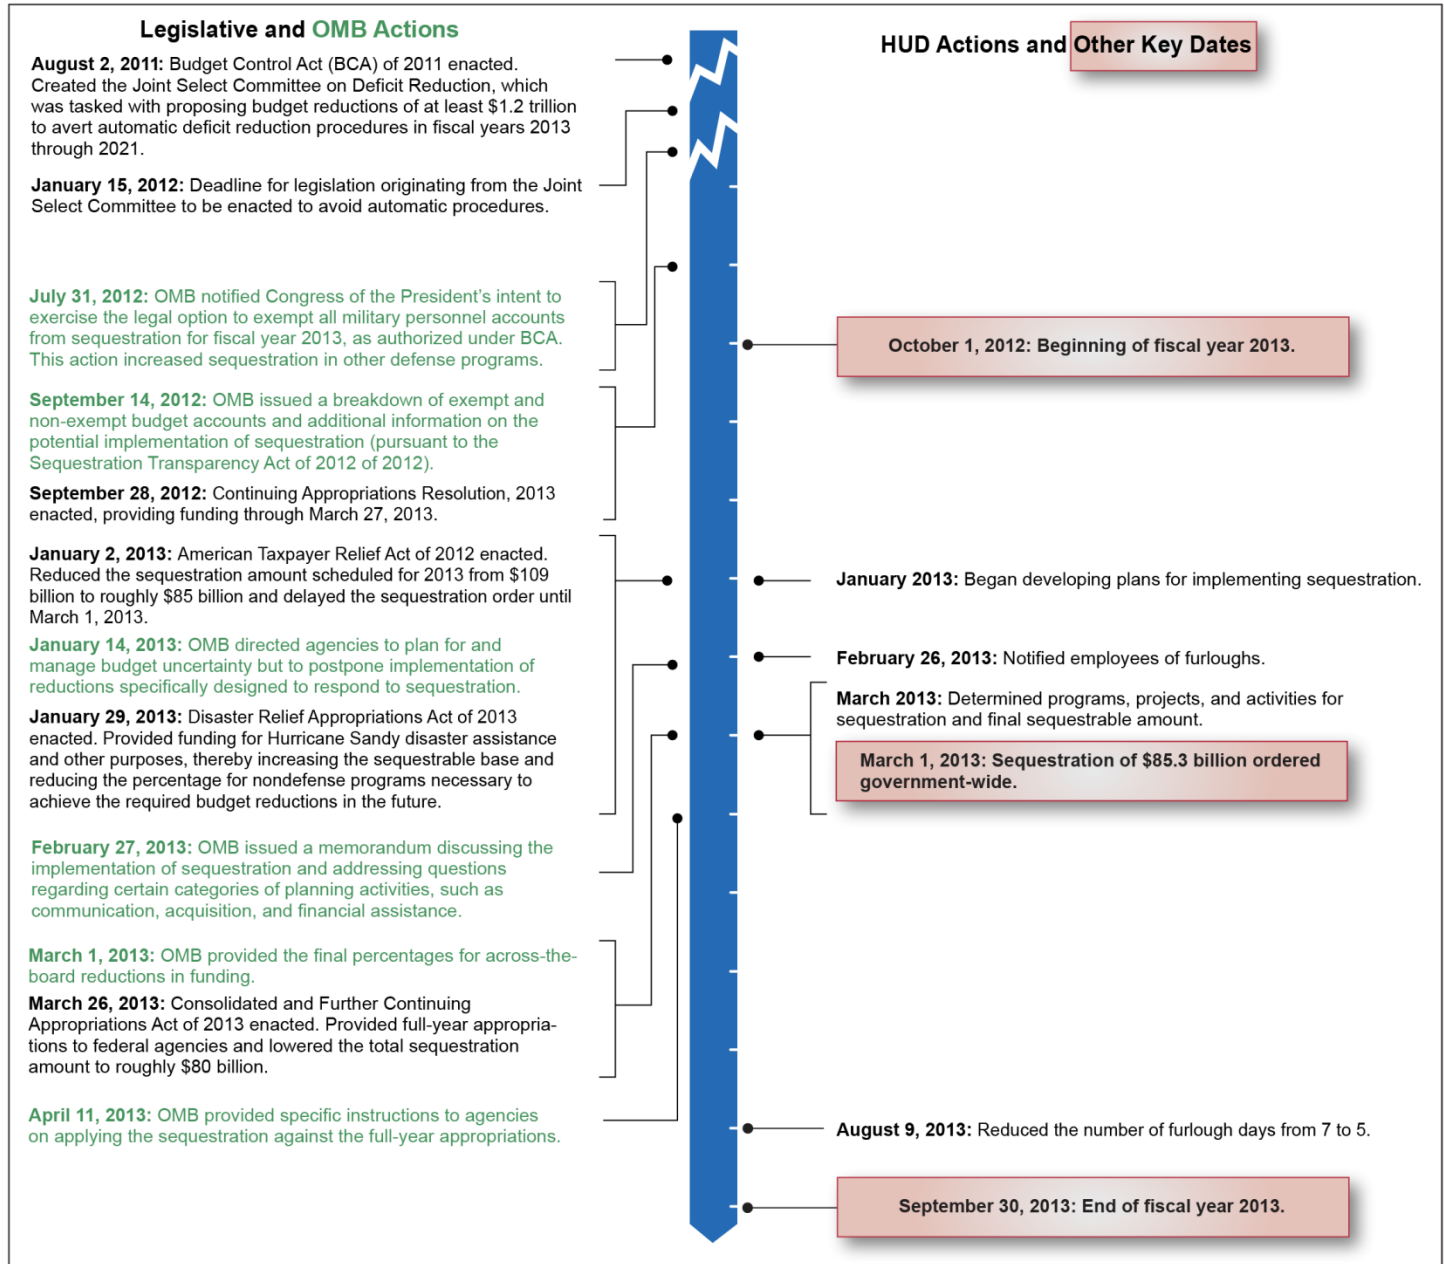 Legislative and OMB Actions
August 2, 2011: Budget Control Act (BCA) of 2011 enacted.
Created the Joint Select Committee on Deficit Reduction, which
was tasked with proposing budget reductions of at least $1.2 trillion
to avert automatic deficit reduction procedures in fiscal years 2013
through 2021.
January 15, 2012: Deadline for legislation originating from the Joint
Select Committee to be enacted to avoid automatic procedures.
July 31, 2012: OMB notified Congress of the President's intent to
exercise the legal option to exempt all military personnel accounts
from sequestration for fiscal year 2013, as authorized under BCA.
This action increased sequestration in other defense programs.
September 14, 2012: OMB issued a breakdown of exempt and
non-exempt budget accounts and additional information on the
potential implementation of sequestration (pursuant to the
Sequestration Transparency Act of 2012 of 2012).
September 28, 2012: Continuing Appropriations Resolution, 2013
enacted, providing funding through March 27, 2013.
January 2, 2013: American Taxpayer Relief Act of 2012 enacted.
Reduced the sequestration amount scheduled for 2013 from $109
billion to roughly $85 billion and delayed the sequestration order until
March 1, 2013.
January 14, 2013: OMB directed agencies to plan for and
manage budget uncertainty but to postpone implementation of
reductions specifically designed to respond to sequestration.
January 29, 2013: Disaster Relief Appropriations Act of 2013
enacted. Provided funding for Hurricane Sandy disaster assistance
and other purposes, thereby increasing the sequestrable base and
reducing the percentage for nondefense programs necessary to
achieve the required budget reductions in the future.
February 27, 2013: OMB issued a memorandum discussing the
implementation of sequestration and addressing questions
regarding certain categories of planning activities, such as
communication, acquisition, and financial assistance.
March 1, 2013: OMB provided the final percentages for across-the-
board reductions in funding.
March 26, 2013: Consolidated and Further Continuing
Appropriations Act of 2013 enacted. Provided full-year appropria-
tions to federal agencies and lowered the total sequestration
amount to roughly $80 billion.
April 11, 2013: OMB provided specific instructions to agencies
on applying the sequestration against the full-year appropriations.
HUD Actions and Other Key Dates
October 1, 2012: Beginning of fiscal year 2013.
January 2013: Began developing plans for implementing sequestration.
February 26, 2013: Notified employees of furloughs.
March 2013: Determined programs, projects, and activities for
sequestration and final sequestrable amount.
March 1, 2013: Sequestration of $85.3 billion ordered
government-wide.
August 9, 2013: Reduced the number of furlough days from 7 to 5.
September 30, 2013: End of fiscal year 2013.